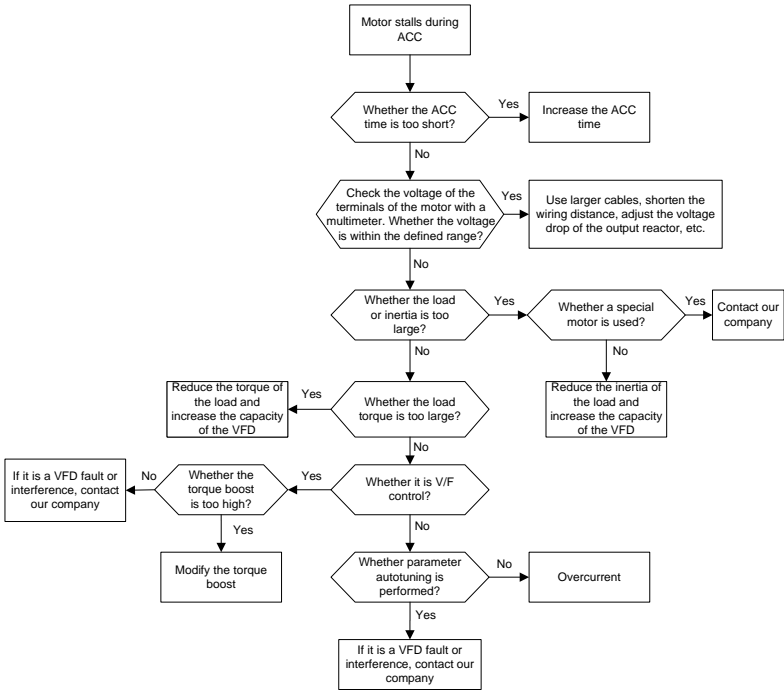 Motor stalls during
ACC
Whether the ACC
time is too short?
Yes
Increase the ACC
time
No
Check the voltage of the
terminals of the motor with a
multimeter. Whether the voltage
is within the defined range?
Yes
Use larger cables, shorten the
wiring distance, adjust the voltage
drop of the output reactor, etc.
No
Whether the load
or inertia is too
large?
Yes
Whether a special
motor is used?
Yes
Contact our
company
No
No
Reduce the torque of
the load and
increase the capacity
of the VFD
Yes
Whether the load
torque is too large?
Reduce the inertia of
the load and
increase the capacity
of the VFD
No
If it is a VFD fault or
interference, contact
our company
No
Whether the
torque boost
is too high?
Yes
Whether it is V/F
control?
Yes
No
Modify the torque
boost
Whether parameter
autotuning is
performed?
No
Overcurrent
Yes
If it is a VFD fault or
interference, contact our
company